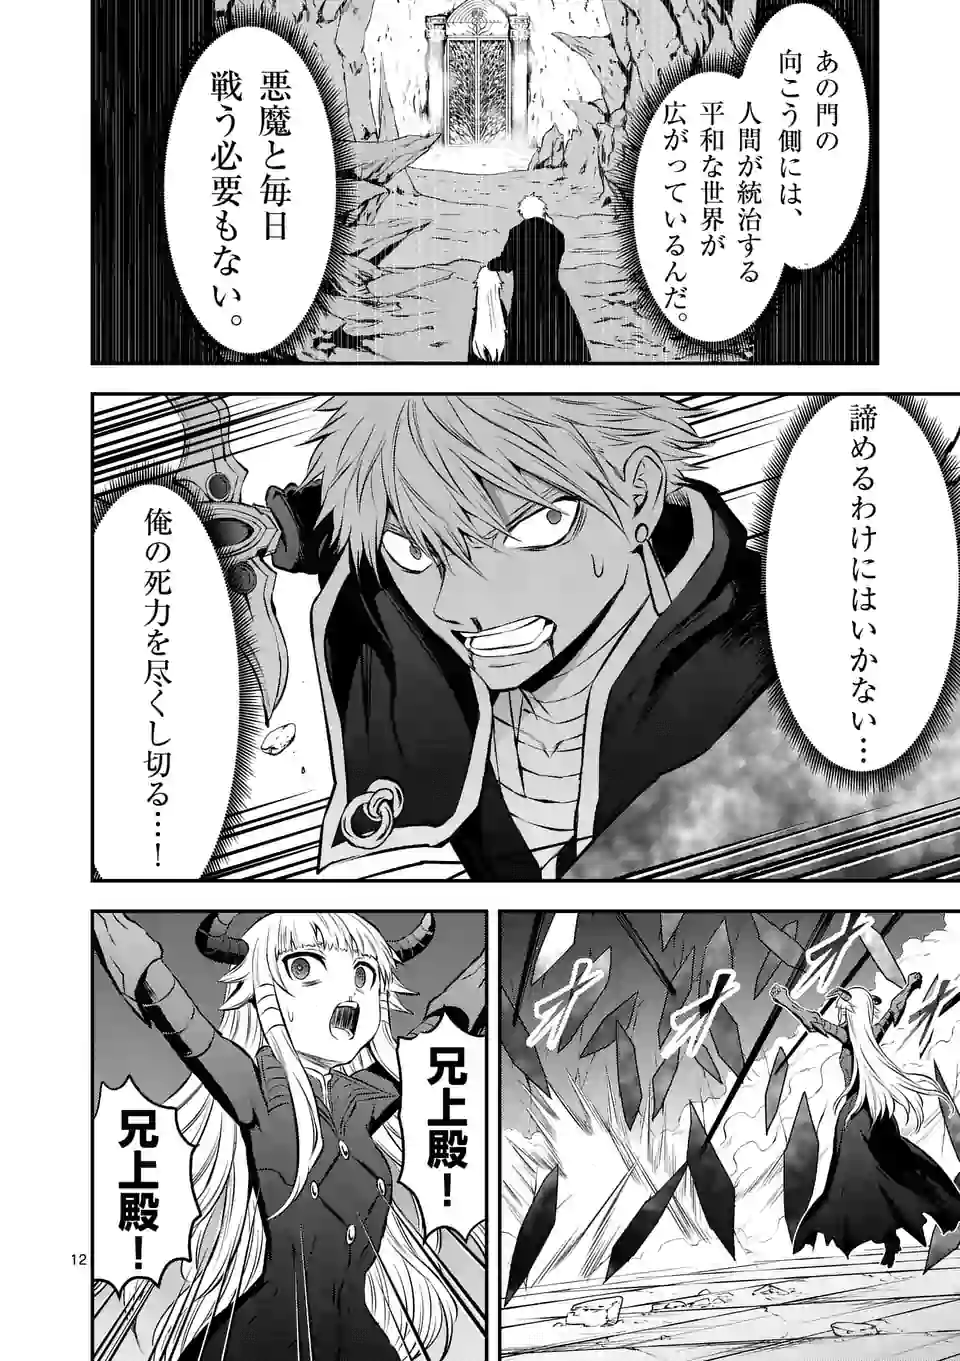 あの門の
向こう側には、
人間が統治する
平和な世界が
広がっているんだ。
悪魔と毎日
戦う必要もない。
諦めるわけにはいかない…
俺の死力を尽くし切る…！
オオオ
兄上殿！
兄上殿！
12